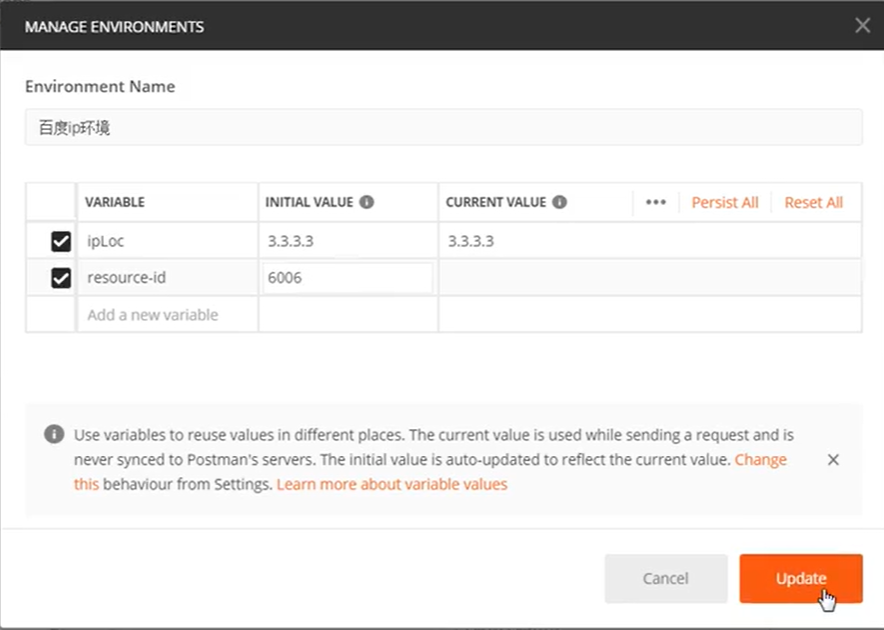 MANAGE ENVIRONMENTS
Environment Name
百度ip环境
VARIABLE INITIAL VALUE CURRENT VALUE Persist All Reset All
ipLoc 3.3.3.3 3.3.3.3
resource-id 6006
Add a new variable
Use variables to reuse values in different places. The current value is used while sending a request and is
never synced to Postman's servers. The initial value is auto-updated to reflect the current value. Change
this behaviour from Settings. Learn more about variable values
Cancel Update